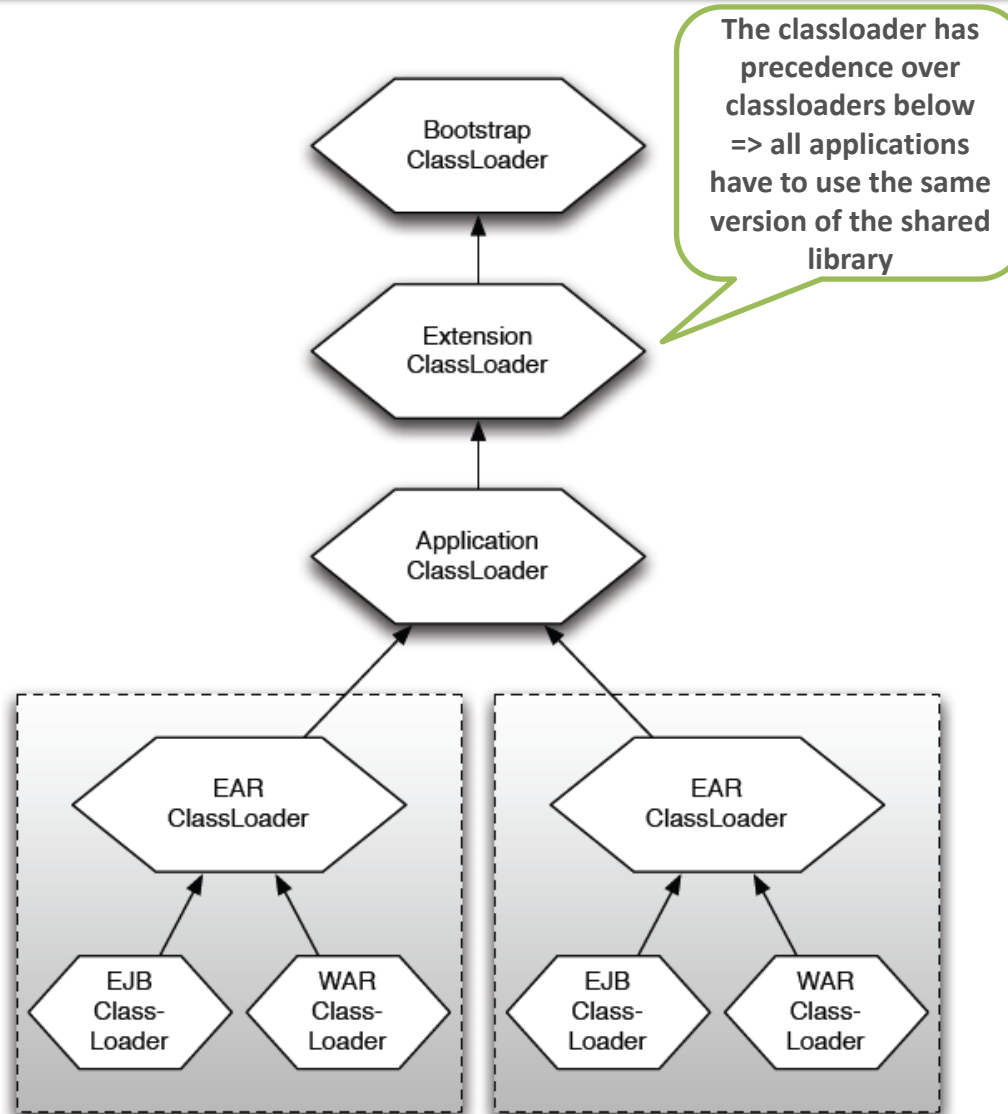 The classloader has
precedence over
classloaders below
=> all applications
have to use the same
version of the shared
library
Bootstrap
ClassLoader
Extension
ClassLoader
Application
ClassLoader
EAR
ClassLoader
EAR
ClassLoader
EJB
Class-
Loader
WAR
Class-
Loader
EJB
Class-
Loader
WAR
Class-
Loader